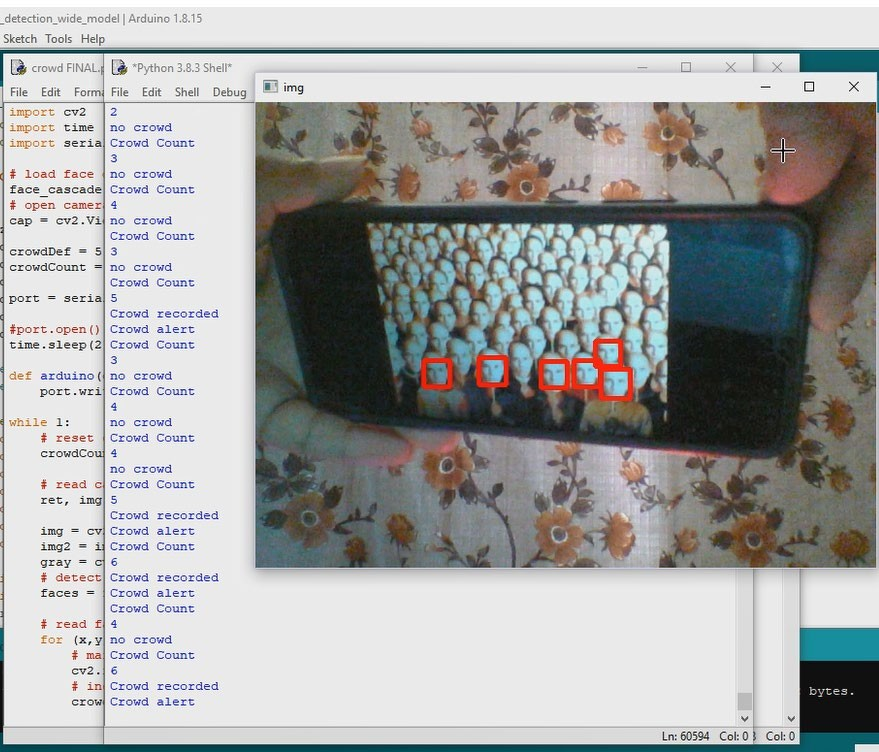 _detection_wide_model | Arduino 1.8.15
Sketch Tools Help
crowd FINAL.p
*Python 3.8.3 Shell*
img
File Edit Forma
File Edit Shell Debug
import cv2
import time
import seria
# load face
face_cascade
# open camer
cap = cv2.Vi
crowdDef = 5
crowdCount =
port = seria
#port.open()
time.sleep(2
def arduino(
port.wri
while 1:
# reset
crowdCou
# read c
ret, img
img = cv
img2 = i
gray = c
# detect
faces =
# read f
for (x,y
# ma
cv2.
# in
crow
2
no crowd
Crowd Count
3
no crowd
Crowd Count
4
no crowd
Crowd Count
3
no crowd
Crowd Count
5
Crowd recorded
Crowd alert
Crowd Count
3
no crowd
Crowd Count
4
no crowd
Crowd Count
4
no crowd
Crowd Count
5
Crowd recorded
Crowd alert
Crowd Count
6
Crowd recorded
Crowd alert
Crowd Count
4
no crowd
Crowd Count
6
Crowd recorded
Crowd alert
bytes.
Ln: 60594 Col: 0
Col: 0